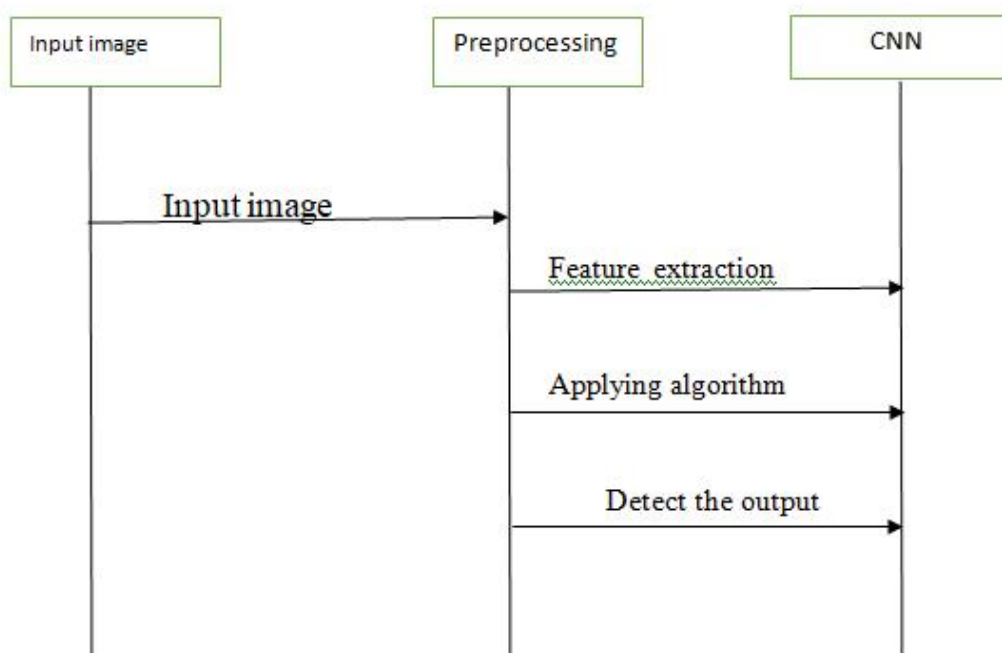 Input image
Preprocessing
CNN
Input image
Feature extraction
Applying algorithm
Detect the output